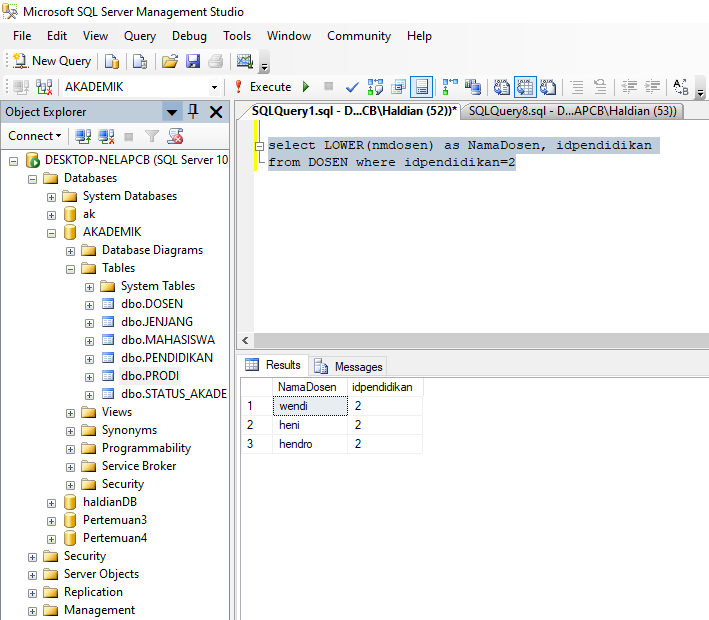 Microsoft SQL Server Management Studio
File Edit View Query Debug Tools Window Community Help
New Query
AKADEMIK Execute
Object Explorer
Connect
DESKTOP-NELAPCB (SQL Server 10
Databases
System Databases
ak
AKADEMIK
Database Diagrams
Tables
System Tables
dbo.DOSEN
dbo.JENJANG
dbo.MAHASISWA
dbo.PENDIDIKAN
dbo.PRODI
dbo.STATUS_AKADE
Views
Synonyms
Programmability
Service Broker
Security
haldianDB
Pertemuan3
Pertemuan4
Security
Server Objects
Replication
Management
SQLQuery1.sql - D...CB\Haldian (52))* SQLQuery8.sql - D...APCB\Haldian (53))
select LOWER(nmdosen) as NamaDosen, idpendidikan
from DOSEN where idpendidikan=2
Results Messages
NamaDosen idpendidikan
1 wendi 2
2 heni 2
3 hendro 2